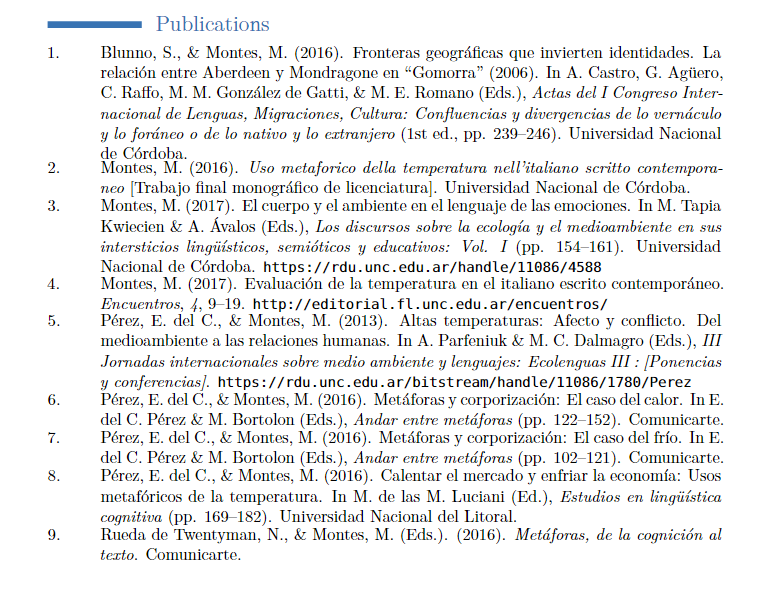 Publications
1. Blunno, S., & Montes, M. (2016). Fronteras geográficas que invierten identidades. La
relación entre Aberdeen y Mondragone en “Gomorra” (2006). In A. Castro, G. Agüero,
C. Raffo, M. M. González de Gatti, & M. E. Romano (Eds.), Actas del I Congreso Inter-
nacional de Lenguas, Migraciones, Cultura: Confluencias y divergencias de lo vernáculo
y lo foráneo o de lo nativo y lo extranjero (1st ed., pp. 239–246). Universidad Nacional
de Córdoba.
2. Montes, M. (2016). Uso metaforico della temperatura nell’italiano scritto contempora-
neo [Trabajo final monográfico de licenciatura]. Universidad Nacional de Córdoba.
3. Montes, M. (2017). El cuerpo y el ambiente en el lenguaje de las emociones. In M. Tapia
Kwiecien & A. Ávalos (Eds.), Los discursos sobre la ecología y el medioambiente en sus
intersticios lingüísticos, semióticos y educativos: Vol. I (pp. 154–161). Universidad
Nacional de Córdoba. https://rdu.unc.edu.ar/handle/11086/4588
4. Montes, M. (2017). Evaluación de la temperatura en el italiano escrito contemporáneo.
Encuentros, 4, 9–19. http://editorial.fl.unc.edu.ar/encuentros/
5. Pérez, E. del C., & Montes, M. (2013). Altas temperaturas: Afecto y conflicto. Del
medioambiente a las relaciones humanas. In A. Parfeniuk & M. C. Dalmagro (Eds.), III
Jornadas internacionales sobre medio ambiente y lenguajes: Ecolenguas III : [Ponencias
y conferencias]. https://rdu.unc.edu.ar/bitstream/handle/11086/1780/Perez
6. Pérez, E. del C., & Montes, M. (2016). Metáforas y corporización: El caso del calor. In E.
del C. Pérez & M. Bortolon (Eds.), Andar entre metáforas (pp. 122–152). Comunicarte.
7. Pérez, E. del C., & Montes, M. (2016). Metáforas y corporización: El caso del frío. In E.
del C. Pérez & M. Bortolon (Eds.), Andar entre metáforas (pp. 102–121). Comunicarte.
8. Pérez, E. del C., & Montes, M. (2016). Calentar el mercado y enfriar la economía: Usos
metafóricos de la temperatura. In M. de las M. Luciani (Ed.), Estudios en lingüística
cognitiva (pp. 169–182). Universidad Nacional del Litoral.
9. Rueda de Twentyman, N., & Montes, M. (Eds.). (2016). Metáforas, de la cognición al
texto. Comunicarte.